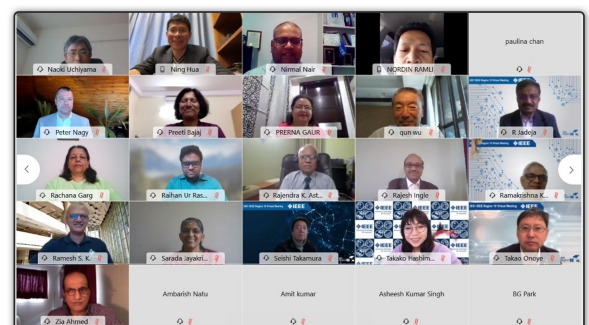 paulina chan
Naoki Uchiyama
Ning Hua
Nirmal Nair
NORDIN RAMLI
Peter Nagy
Preeti Bajaj
PRERNA GAUR
qun wu
R Jadeja
IEEE
Rachana Garg
Raihan Ur Ras...
Rajendra K. Ast...
Rajesh Ingle
Ramakrishna K...
IEEE
Ramesh S. K.
Sarada Jayakri...
Seishi Takamura
Takako Hashim...
Takao Onoye
Zia Ahmed
Ambarish Natu
Amit kumar
Asheesh Kumar Singh
BG Park